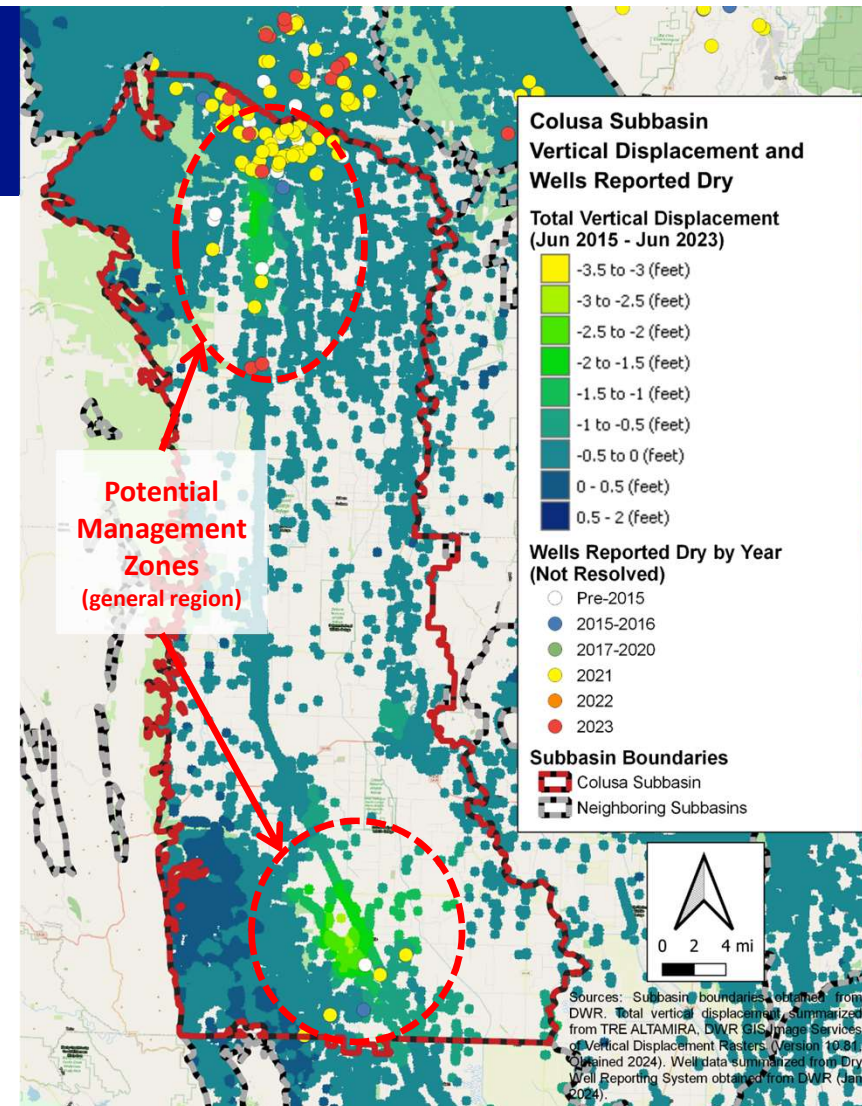 Colusa Subbasin
Vertical Displacement and
Wells Reported Dry
Total Vertical Displacement
(Jun 2015 - Jun 2023)
-3.5 to -3 (feet)
-3 to -2.5 (feet)
-2.5 to -2 (feet)
-2 to -1.5 (feet)
-1.5 to -1 (feet)
-1 to -0.5 (feet)
-0.5 to 0 (feet)
0 - 0.5 (feet)
0.5 - 2 (feet)
Wells Reported Dry by Year
(Not Resolved)
Pre-2015
2015-2016
2017-2020
2021
2022
2023
Subbasin Boundaries
Colusa Subbasin
Neighboring Subbasins
Potential
Management
Zones
(general region)
0 2 4 mi
Sources: Subbasin boundaries obtained from
DWR. Total vertical displacement summarized
from TRE ALTAMIRA, DWR GIS Image Services
of Vertical Displacement Rasters (Version 10.81,
Obtained 2024). Well data summarized from Dry
Well Reporting System obtained from DWR (Jan
2024).